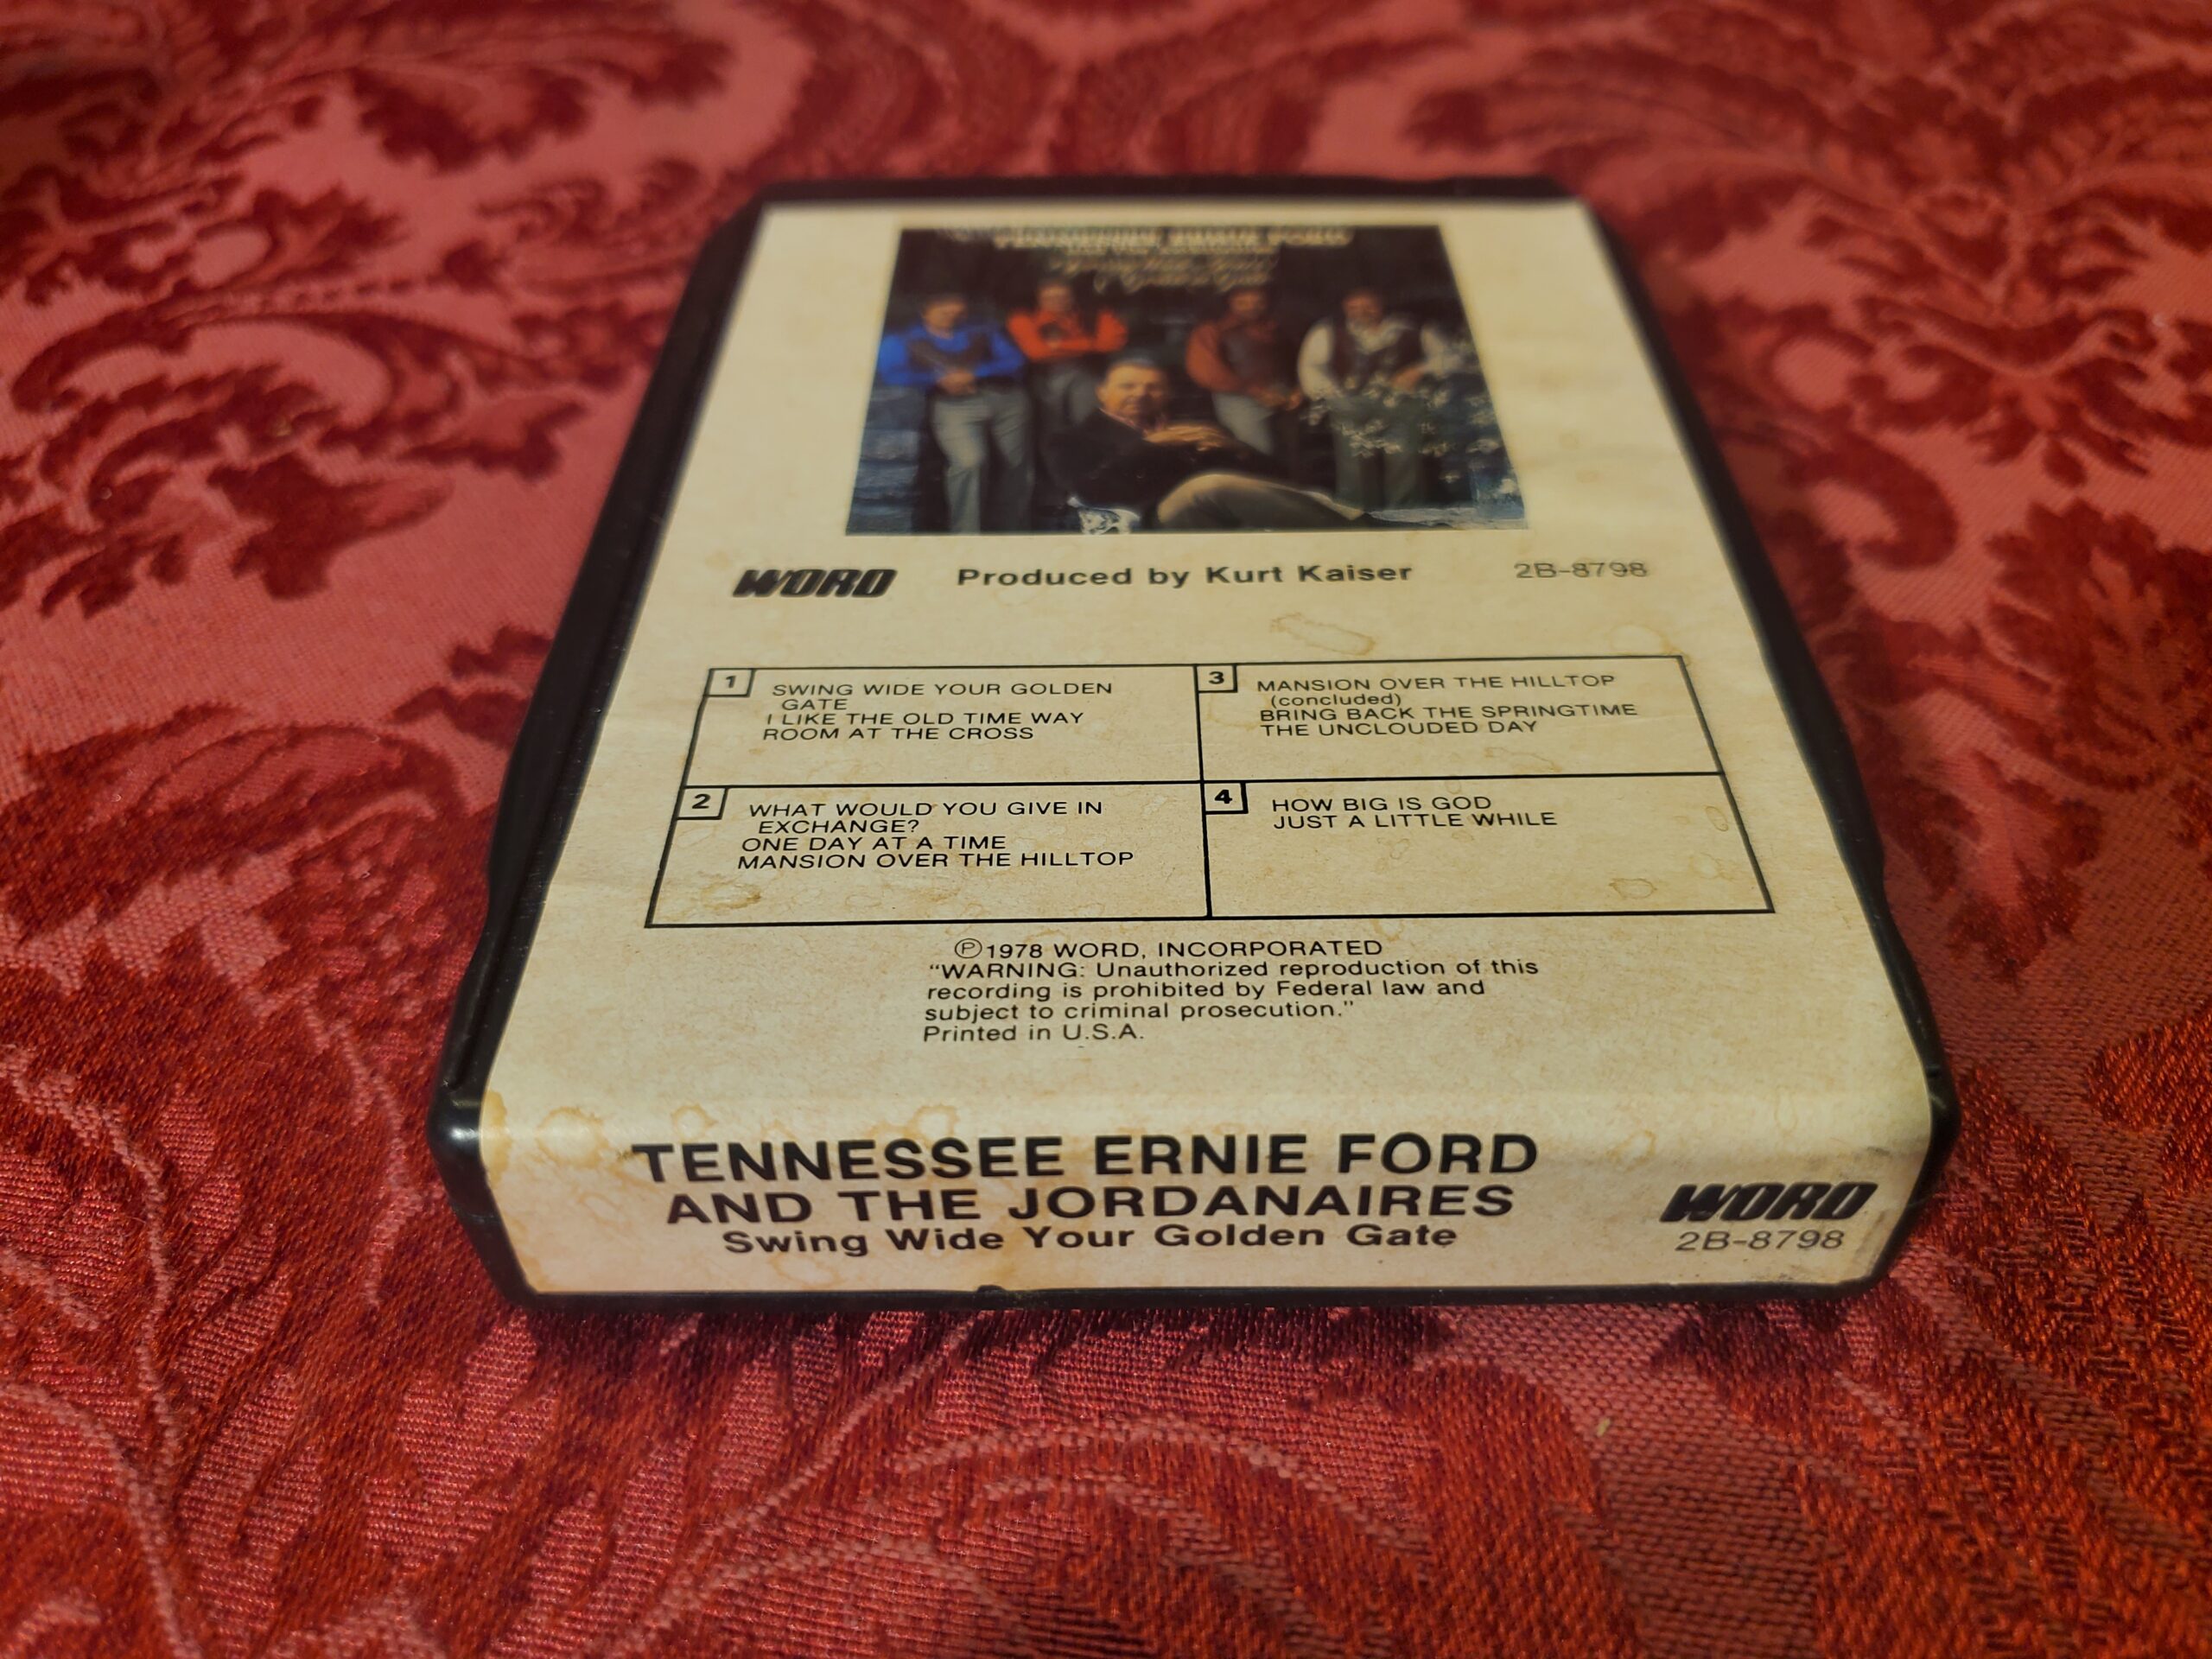 TENNESSEE ERNIE FORD
WORD Produced by Kurt Kaiser 2B-8798
1 SWING WIDE YOUR GOLDEN
GATE
I LIKE THE OLD TIME WAY
ROOM AT THE CROSS
2 WHAT WOULD YOU GIVE IN
EXCHANGE?
ONE DAY AT A TIME
MANSION OVER THE HILLTOP
3 MANSION OVER THE HILLTOP
(concluded)
BRING BACK THE SPRINGTIME
THE UNCLOUDED DAY
4 HOW BIG IS GOD
JUST A LITTLE WHILE
Ⓟ1978 WORD, INCORPORATED
"WARNING: Unauthorized reproduction of this
recording is prohibited by Federal law and
subject to criminal prosecution."
Printed in U.S.A.
TENNESSEE ERNIE FORD
AND THE JORDANAIRES
Swing Wide Your Golden Gate
WORD
2B-8798